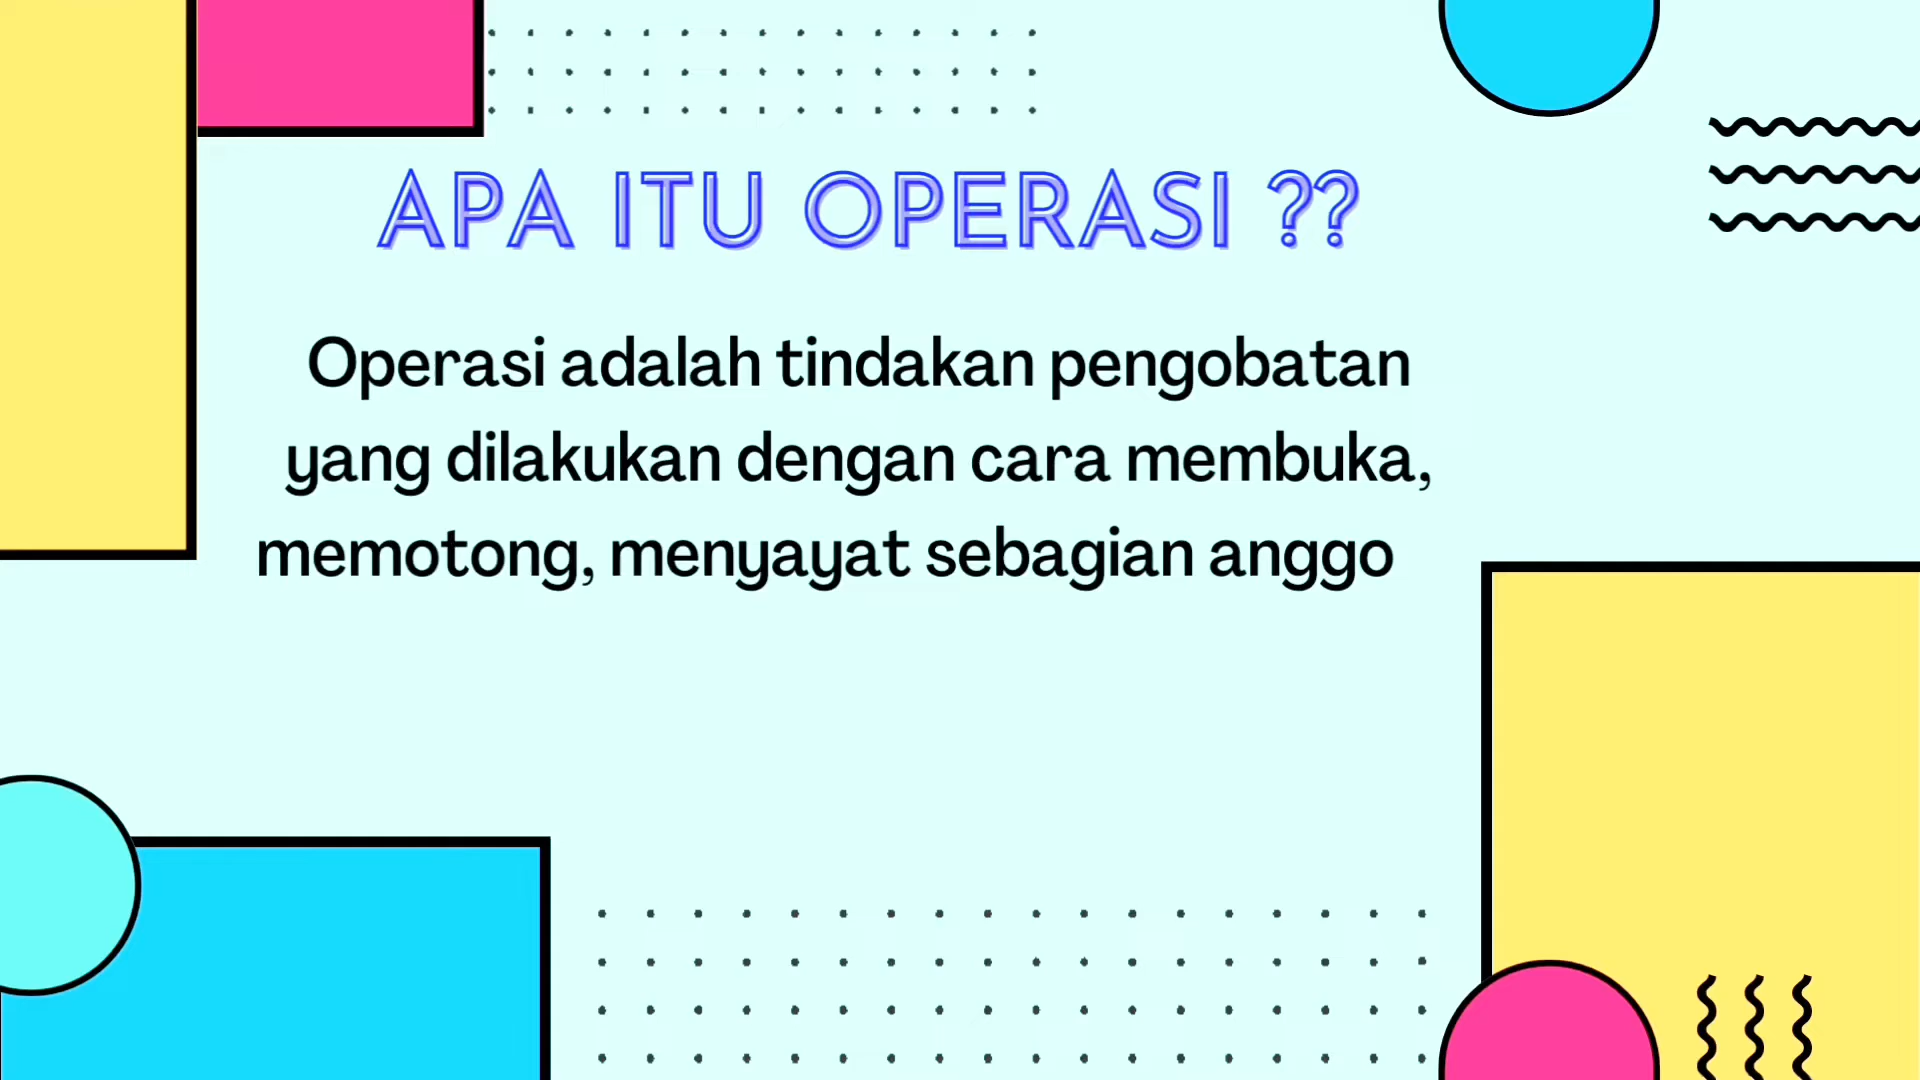 APA ITU OPERASI ??
Operasi adalah tindakan pengobatan
yang dilakukan dengan cara membuka,
memotong, menyayat sebagian anggo